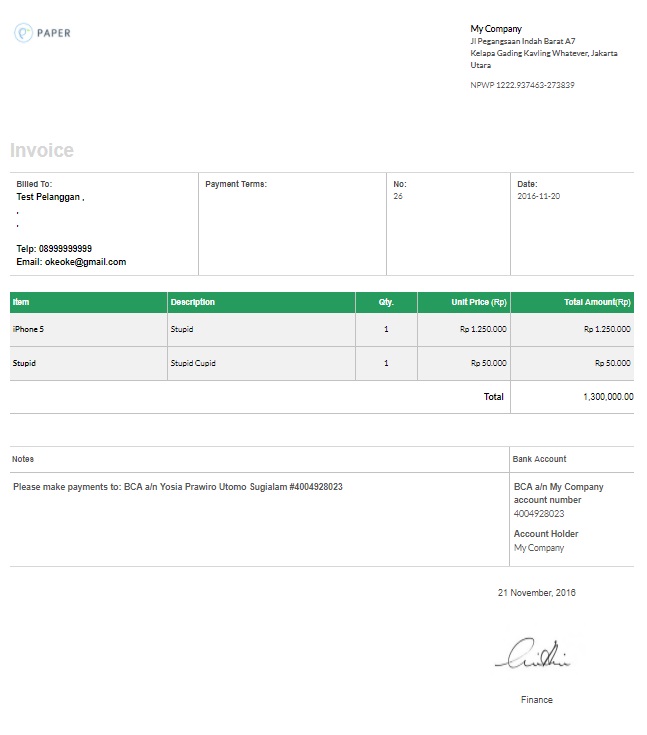 PAPER
My Company
Jl Pegangsaan Indah Barat A7
Kelapa Gading Kavling Whatever, Jakarta
Utara
NPWP 1222.937463-273839
Invoice
Billed To:
Test Pelanggan ,
,
,
Telp: 08999999999
Email: okeoke@gmail.com
Payment Terms:
No:
26
Date:
2016-11-20
Item Description Qty. Unit Price (Rp) Total Amount(Rp)
iPhone 5 Stupid 1 Rp 1.250.000 Rp 1.250.000
Stupid Stupid Cupid 1 Rp 50.000 Rp 50.000
Total 1,300,000.00
Notes
Please make payments to: BCA a/n Yosia Prawiro Utomo Sugialam #4004928023
Bank Account
BCA a/n My Company
account number
4004928023
Account Holder
My Company
21 November, 2016
Finance